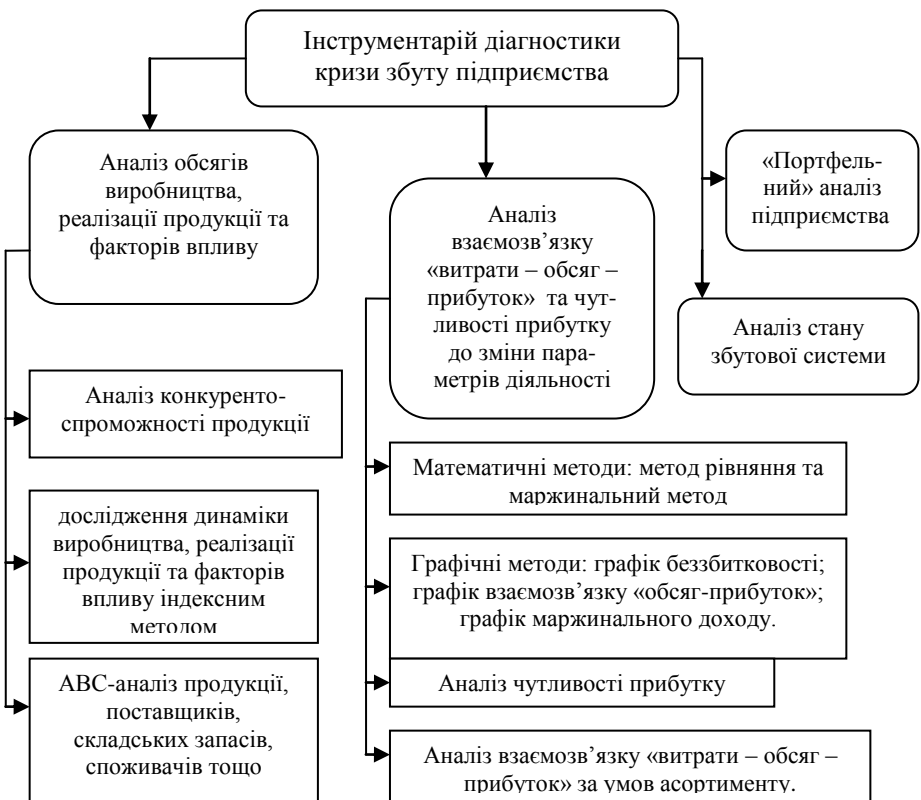 Інструментарій діагностики
кризи збуту підприємства
Аналіз обсягів
виробництва,
реалізації продукції та
факторів впливу
Аналіз
взаємозв’язку
«витрати – обсяг –
прибуток» та чут-
ливості прибутку
до зміни пара-
метрів діяльності
«Портфель-
ний» аналіз
підприємства
Аналіз стану
збутової системи
Аналіз конкуренто-
спроможності продукції
дослідження динаміки
виробництва, реалізації
продукції та факторів
впливу індексним
методом
АВС-аналіз продукції,
поставщиків,
складських запасів,
споживачів тощо
Математичні методи: метод рівняння та
маржинальний метод
Графічні методи: графік беззбитковості;
графік взаємозв’язку «обсяг-прибуток»;
графік маржинального доходу.
Аналіз чутливості прибутку
Аналіз взаємозв’язку «витрати – обсяг –
прибуток» за умов асортименту.